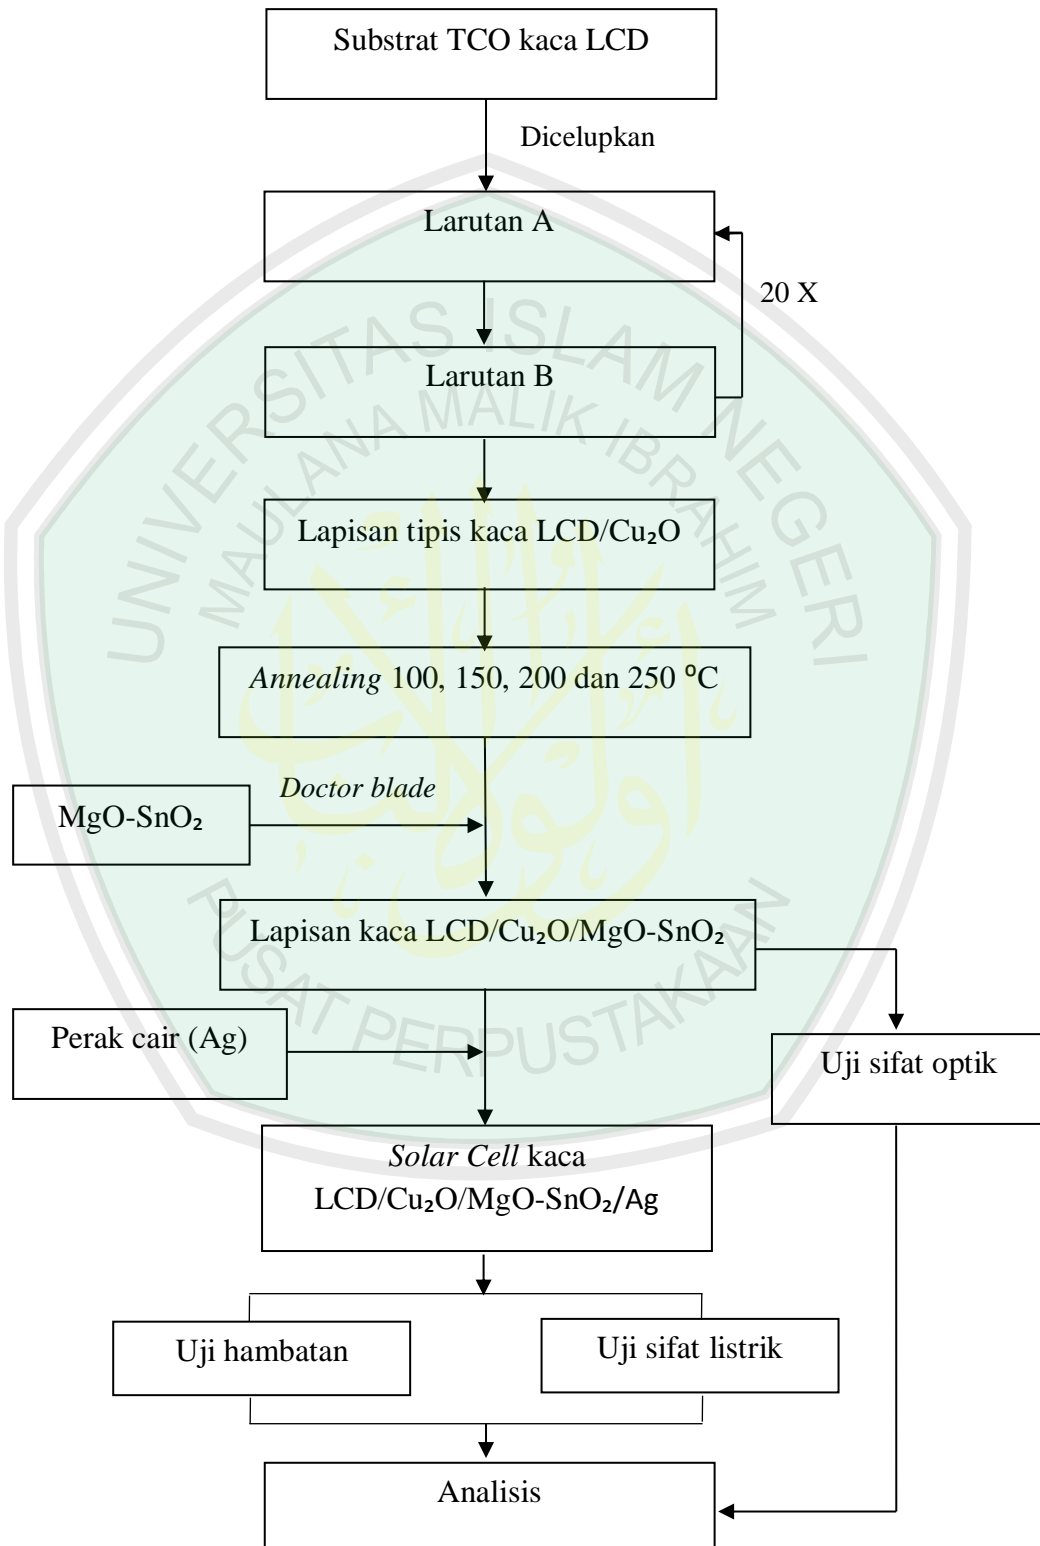 Substrat TCO kaca LCD
Dicelupkan
Larutan A
20 X
Larutan B
Lapisan tipis kaca LCD/Cu₂O
Annealing 100, 150, 200 dan 250 ⁰C
Doctor blade
MgO-SnO₂
Lapisan kaca LCD/Cu₂O/MgO-SnO₂
Perak cair (Ag)
Uji sifat optik
Solar Cell kaca
LCD/Cu₂O/MgO-SnO₂/Ag
Uji hambatan
Uji sifat listrik
Analisis
UNIVERSITAS ISLAM NEGERI
MAULANA MALIK IBRAHIM
PUSAT PERPUSTAKAAN